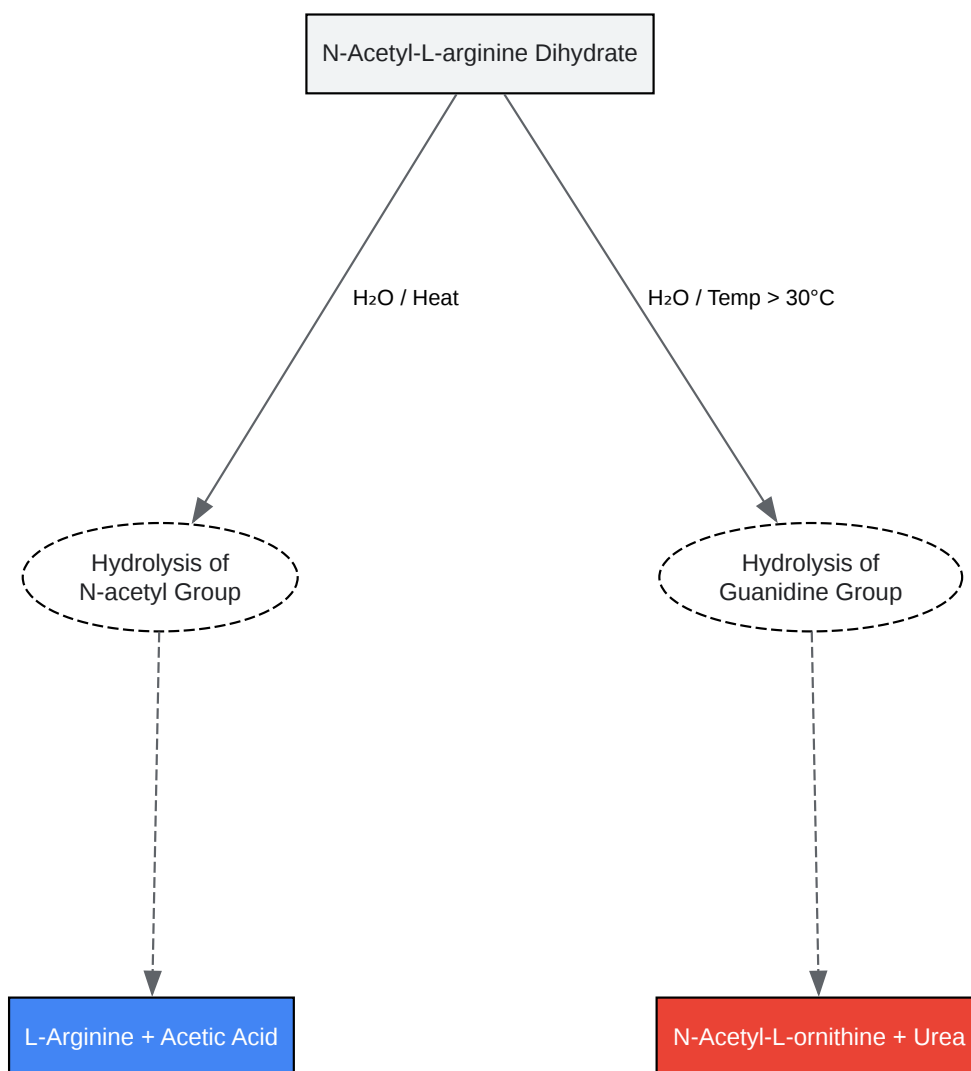 N-Acetyl-L-arginine Dihydrate
H₂O / Heat
H₂O / Temp > 30°C
Hydrolysis of
N-acetyl Group
Hydrolysis of
Guanidine Group
L-Arginine + Acetic Acid
N-Acetyl-L-ornithine + Urea